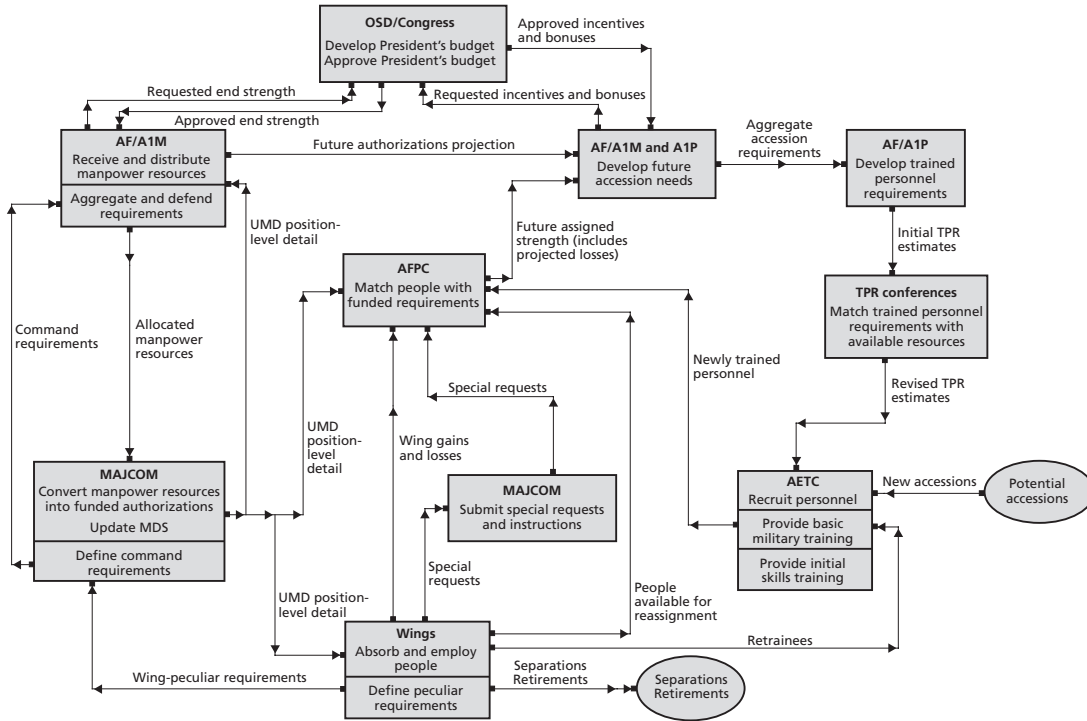 OSD/Congress
Develop President's budget
Approve President's budget
Approved incentives
and bonuses
Requested end strength
Requested incentives and bonuses
Approved end strength
AF/A1M
Receive and distribute
manpower resources
Aggregate and defend
requirements
Future authorizations projection
AF/A1M and A1P
Develop future
accession needs
Aggregate
accession
requirements
AF/A1P
Develop trained
personnel
requirements
UMD position-
level detail
Future assigned
strength (includes
projected losses)
Initial TPR
estimates
AFPC
Match people with
funded requirements
TPR conferences
Match trained personnel
requirements with
available resources
Command
requirements
Allocated
manpower
resources
Newly trained
personnel
Revised TPR
estimates
Special requests
UMD
position-
level
detail
Wing gains
and losses
MAJCOM
Convert manpower resources
into funded authorizations
Update MDS
Define command
requirements
MAJCOM
Submit special requests
and instructions
AETC
Recruit personnel
Provide basic
military training
Provide initial
skills training
New accessions
Potential
accessions
Special
requests
UMD position-
level detail
People
available for
reassignment
Wings
Absorb and employ
people
Define peculiar
requirements
Retrainees
Wing-peculiar requirements
Separations
Retirements
Separations
Retirements